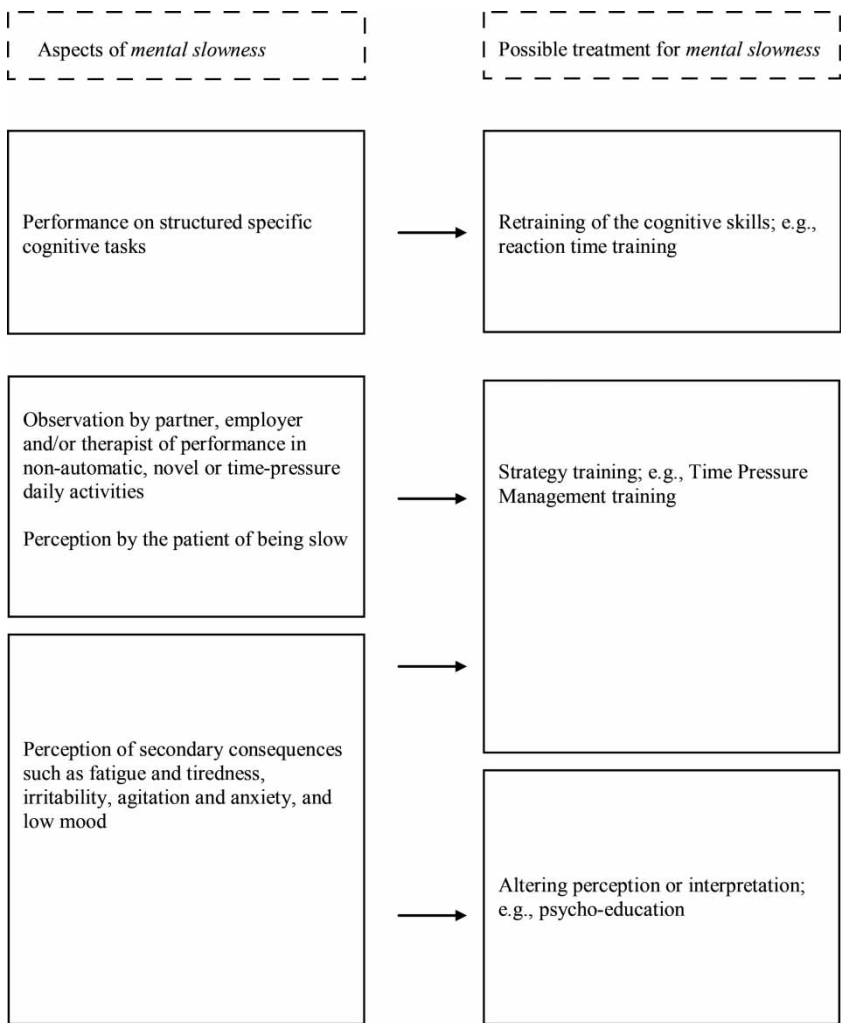 Aspects of mental slowness
Possible treatment for mental slowness
Performance on structured specific
cognitive tasks
Retraining of the cognitive skills; e.g.,
reaction time training
Observation by partner, employer
and/or therapist of performance in
non-automatic, novel or time-pressure
daily activities
Perception by the patient of being slow
Strategy training; e.g., Time Pressure
Management training
Perception of secondary consequences
such as fatigue and tiredness,
irritability, agitation and anxiety, and
low mood
Altering perception or interpretation;
e.g., psycho-education